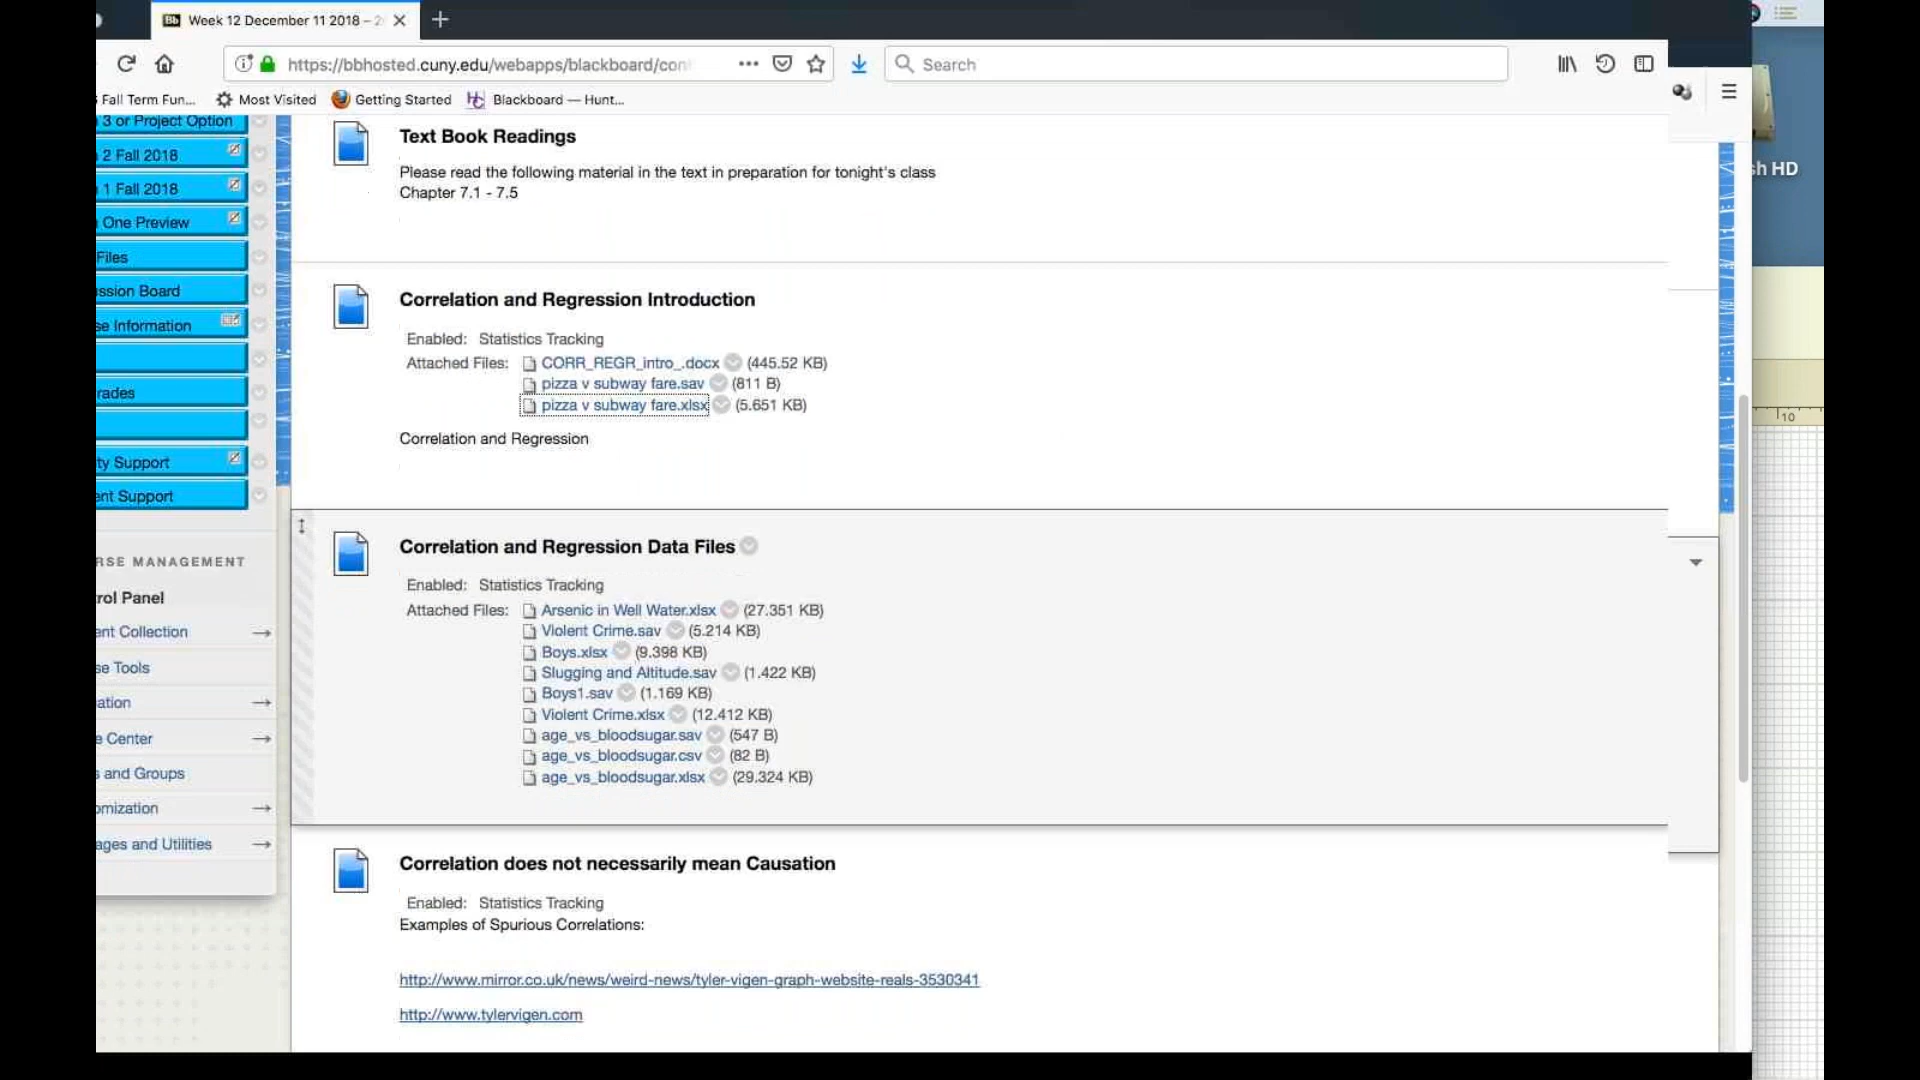 Week 12 December 11 2018 – 2
https://bbhosted.cuny.edu/webapps/blackboard/con
Search
Fall Term Fun...
Most Visited
Getting Started
Blackboard — Hunt...
3 or Project Option
2 Fall 2018
1 Fall 2018
One Preview
Files
ssion Board
se Information
rades
ty Support
ent Support
RSE MANAGEMENT
rol Panel
ent Collection
se Tools
ation
e Center
s and Groups
omization
ages and Utilities
Text Book Readings
Please read the following material in the text in preparation for tonight's class
Chapter 7.1 - 7.5
Correlation and Regression Introduction
Enabled: Statistics Tracking
Attached Files: CORR_REGR_intro_.docx (445.52 KB)
pizza v subway fare.sav (811 B)
pizza v subway fare.xlsx (5.651 KB)
Correlation and Regression
Correlation and Regression Data Files
Enabled: Statistics Tracking
Attached Files: Arsenic in Well Water.xlsx (27.351 KB)
Violent Crime.sav (5.214 KB)
Boys.xlsx (9.398 KB)
Slugging and Altitude.sav (1.422 KB)
Boys1.sav (1.169 KB)
Violent Crime.xlsx (12.412 KB)
age_vs_bloodsugar.sav (547 B)
age_vs_bloodsugar.csv (82 B)
age_vs_bloodsugar.xlsx (29.324 KB)
Correlation does not necessarily mean Causation
Enabled: Statistics Tracking
Examples of Spurious Correlations:
http://www.mirror.co.uk/news/weird-news/tyler-vigen-graph-website-reals-3530341
http://www.tylervigen.com
sh HD
10